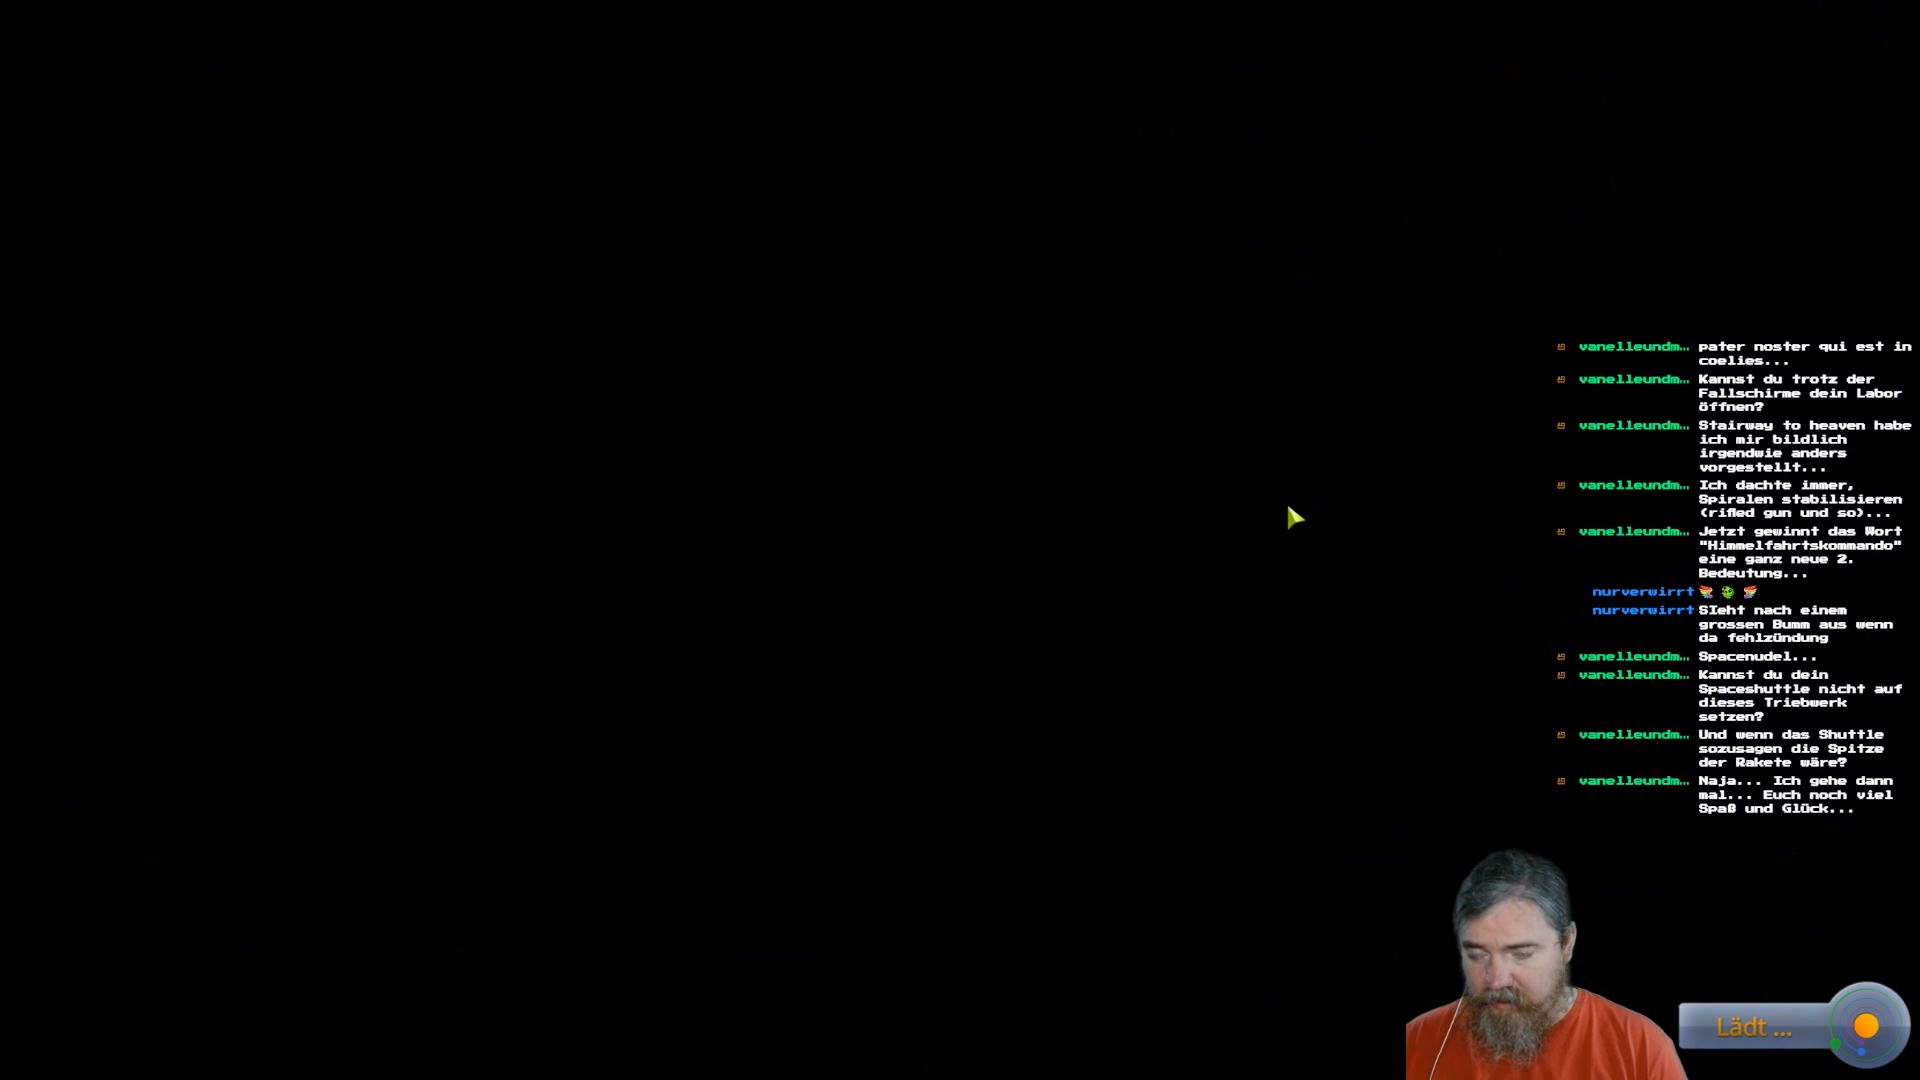 vanelleundm… pater noster qui est in
coelies...
vanelleundm… Kannst du trotz der
Fallschirme dein Labor
öffnen?
vanelleundm… Stairway to heaven habe
ich mir bildlich
irgendwie anders
vorgestellt...
vanelleundm… Ich dachte immer,
Spiralen stabilisieren
(rifled gun und so)...
vanelleundm… Jetzt gewinnt das Wort
"Himmelfahrtskommando"
eine ganz neue 2.
Bedeutung...
nurverwirrt
nurverwirrt SIeht nach einem
grossen Bumm aus wenn
da fehlzündung
vanelleundm… Spacenudel...
vanelleundm… Kannst du dein
Spaceshuttle nicht auf
dieses Triebwerk
setzen?
vanelleundm… Und wenn das Shuttle
sozusagen die Spitze
der Rakete wäre?
vanelleundm… Naja... Ich gehe dann
mal... Euch noch viel
Spaß und Glück...
Lädt ...